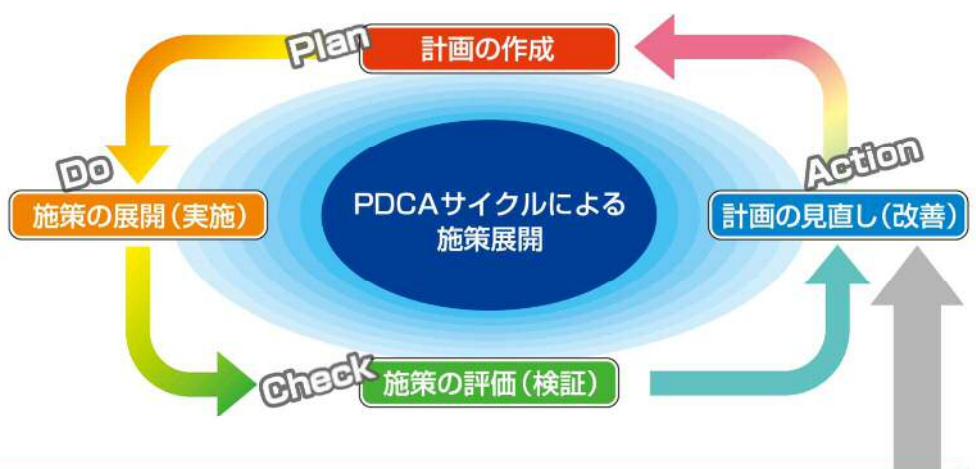 Plan
計画の作成
Do
施策の展開(実施)
PDCAサイクルによる
施策展開
Action
計画の見直し(改善)
Check
施策の評価(検証)